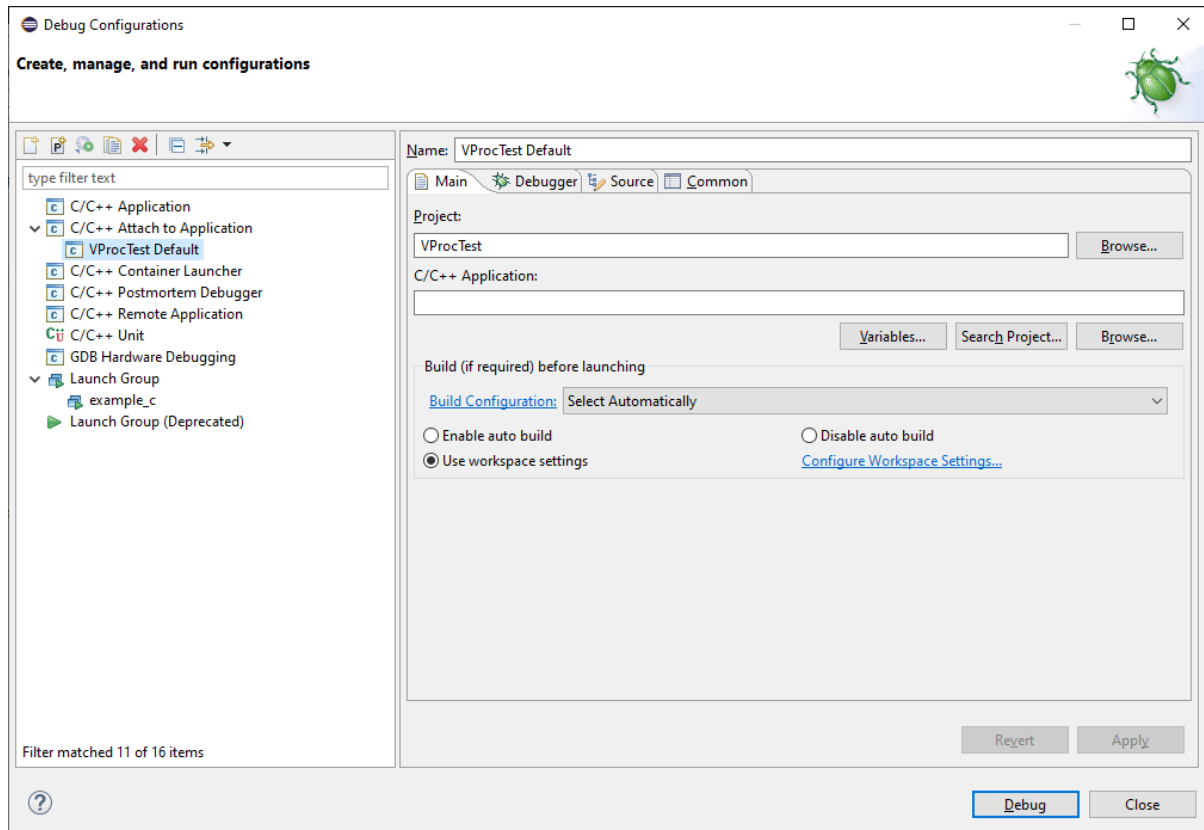 Debug Configurations
Create, manage, and run configurations
type filter text
C/C++ Application
C/C++ Attach to Application
VProcTest Default
C/C++ Container Launcher
C/C++ Postmortem Debugger
C/C++ Remote Application
C/C++ Unit
GDB Hardware Debugging
Launch Group
example_c
Launch Group (Deprecated)
Filter matched 11 of 16 items
Name: VProcTest Default
Main Debugger Source Common
Project:
VProcTest Browse...
C/C++ Application:
Variables... Search Project... Browse...
Build (if required) before launching
Build Configuration: Select Automatically
Enable auto build Disable auto build
Use workspace settings Configure Workspace Settings...
Revert Apply
Debug Close